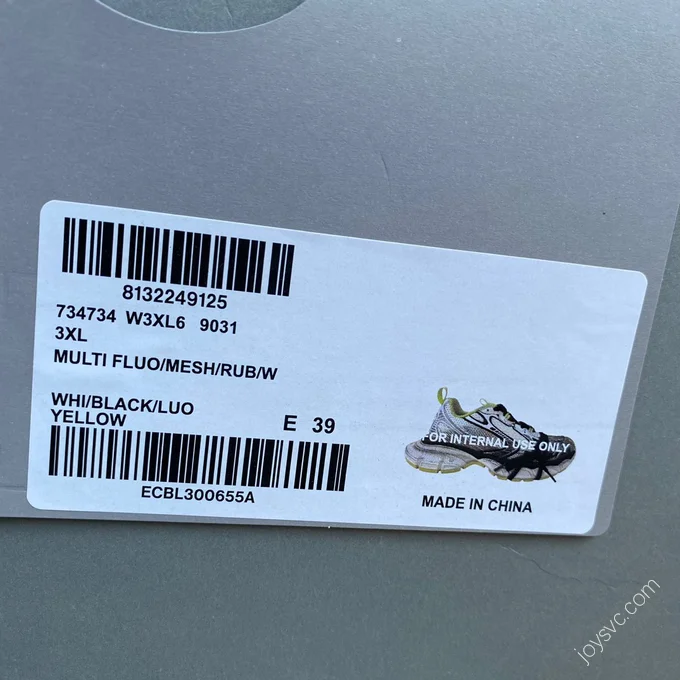 8132249125
734734 W3XL6 9031
3XL
MULTI FLUO/MESH/RUB/W
WHI/BLACK/LUO
YELLOW
E 39
ECBL300655A
FOR INTERNAL USE ONLY
MADE IN CHINA
joysvc.com